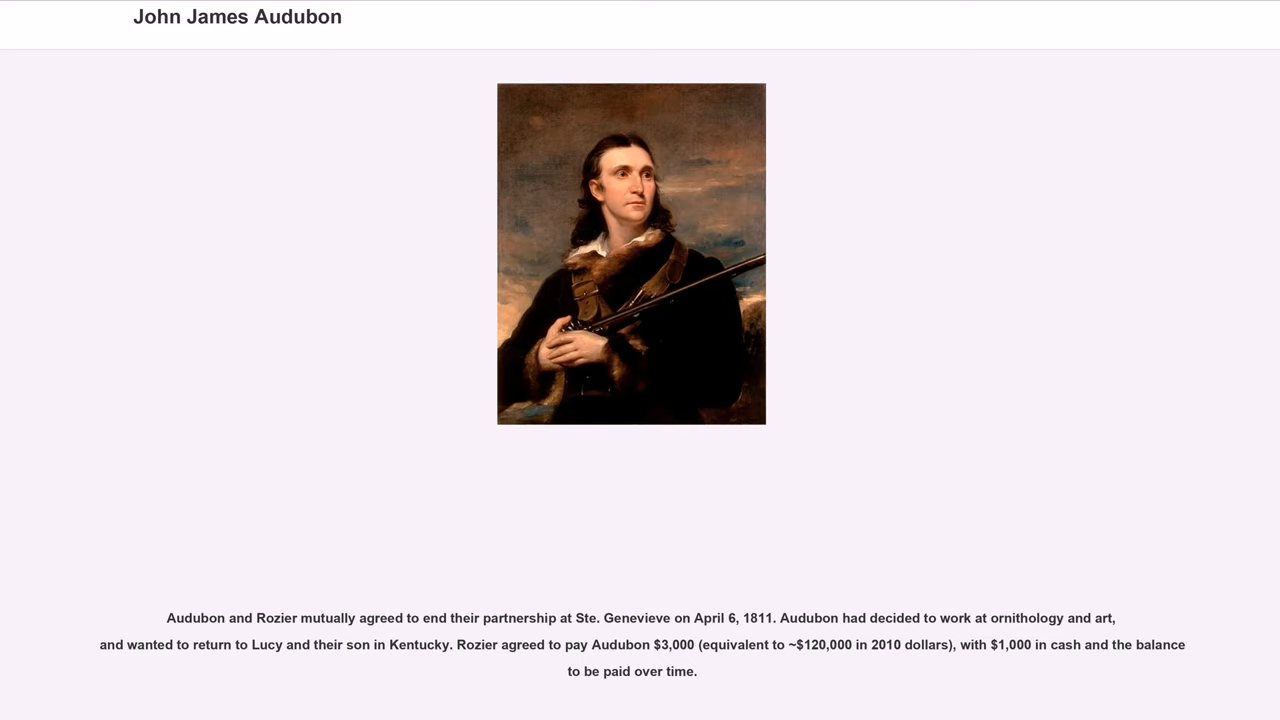 John James Audubon
Audubon and Rozier mutually agreed to end their partnership at Ste. Genevieve on April 6, 1811. Audubon had decided to work at ornithology and art,
and wanted to return to Lucy and their son in Kentucky. Rozier agreed to pay Audubon $3,000 (equivalent to ~$120,000 in 2010 dollars), with $1,000 in cash and the balance
to be paid over time.